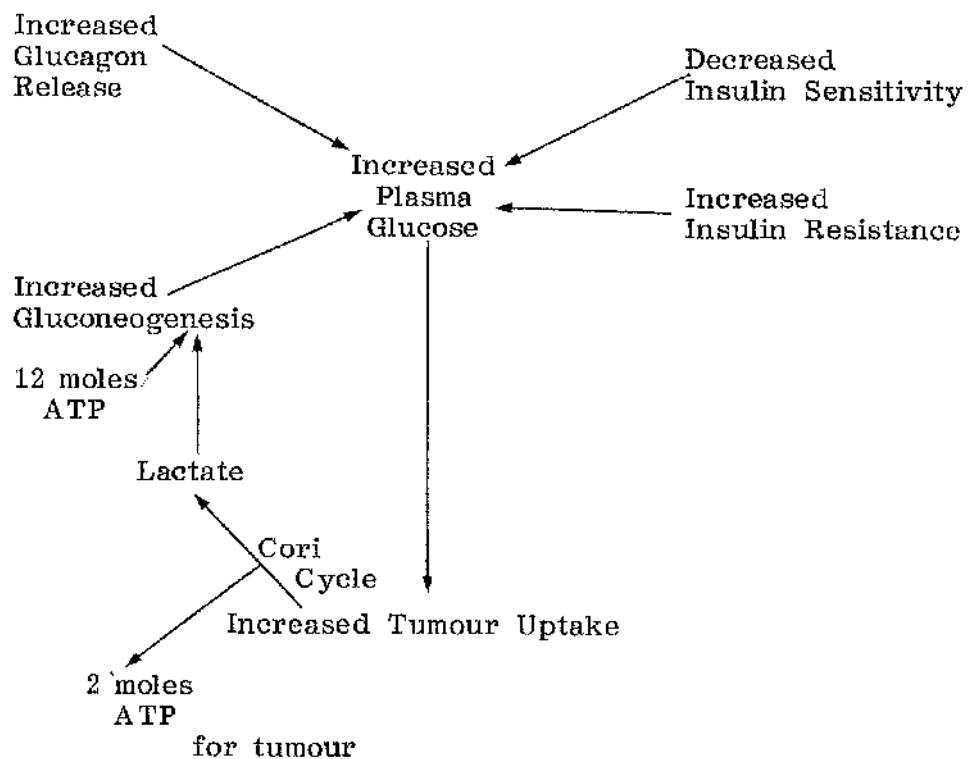 Increased
Glucagon
Release
Decreased
Insulin Sensitivity
Increased
Plasma
Glucose
Increased
Insulin Resistance
Increased
Gluconeogenesis
12 moles
ATP
Lactate
Cori
Cycle
Increased Tumour Uptake
2 moles
ATP
for tumour